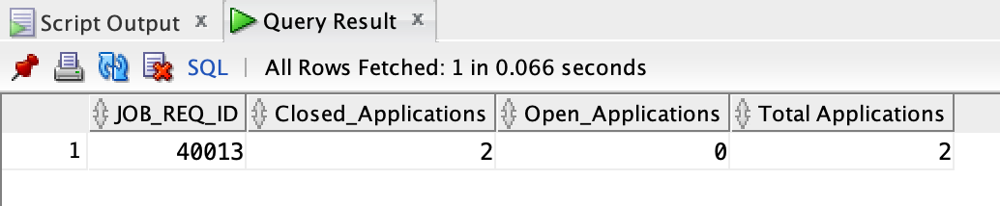 Script Output x Query Result x
SQL | All Rows Fetched: 1 in 0.066 seconds
JOB_REQ_ID Closed_Applications Open_Applications Total Applications
1 40013 2 0 2